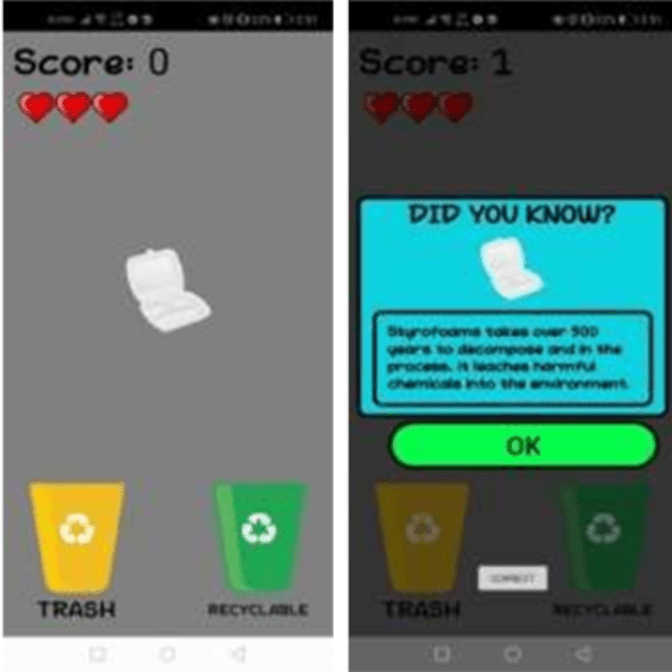 Score: 0
TRASH
RECYCLABLE
Score: 1
DID YOU KNOW?
Styrofoams takes over 500
years to decompose and in the
process, it leaches harmful
chemicals into the environment.
OK
TRASH
RECYCLABLE